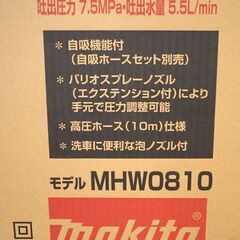 吐出圧力 7.5MPa・吐出水量 5.5L/min
＊自吸機能付
（自吸ホースセット別売）
＊バリオスプレーノズル
（エクステンション付）により
手元で圧力調整可能
＊高圧ホース（10m）仕様
＊洗車に便利な泡ノズル付
モデル MHW0810
makita
®